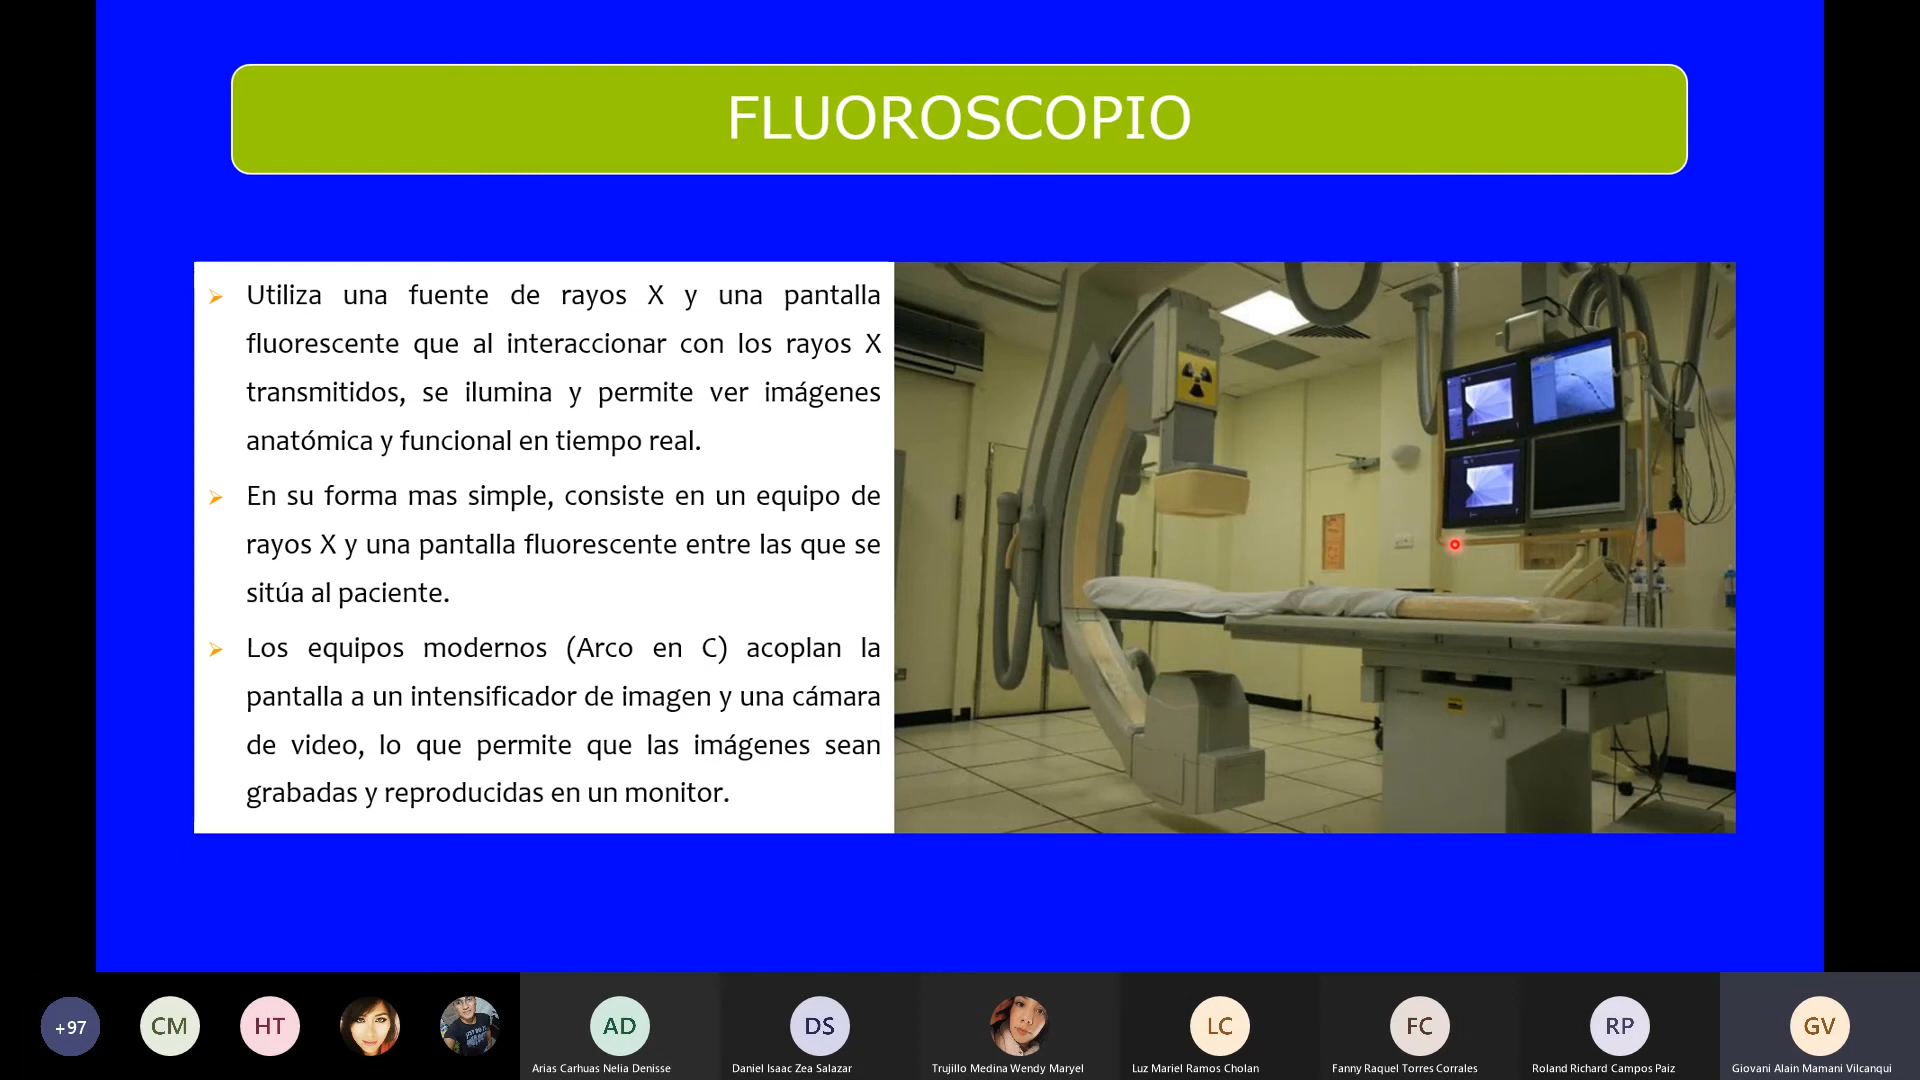 FLUOROSCOPIO
Utiliza una fuente de rayos X y una pantalla
fluorescente que al interaccionar con los rayos X
transmitidos, se ilumina y permite ver imágenes
anatómica y funcional en tiempo real.
En su forma mas simple, consiste en un equipo de
rayos X y una pantalla fluorescente entre las que se
sitúa al paciente.
Los equipos modernos (Arco en C) acoplan la
pantalla a un intensificador de imagen y una cámara
de video, lo que permite que las imágenes sean
grabadas y reproducidas en un monitor.
+97
CM
HT
AD
DS
LC
FC
RP
GV
Arias Carhuas Nelia Denisse
Daniel Isaac Zea Salazar
Trujillo Medina Wendy Maryel
Luz Mariel Ramos Cholan
Fanny Raquel Torres Corrales
Roland Richard Campos Paiz
Giovani Alain Mamani Vilcanqui